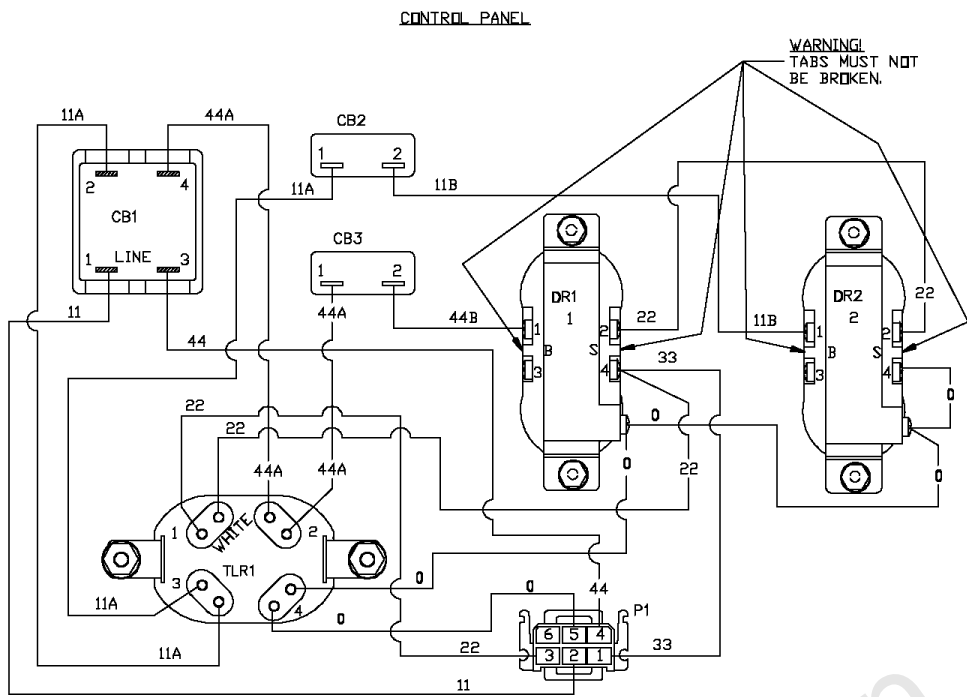 CONTROL PANEL
WARNING!
TABS MUST NOT
BE BROKEN.
11A
44A
CB2
1 2
11A
11B
2 4
CB1
LINE
1 3
CB3
1 2
11
44
44A
44B
DR1
1
1 2
B S
3 4
22
33
22
0
0
DR2
2
1 2
B S
3 4
11B
22
0
0
22
22
44A
44A
1 WHITE 2
TLR1
3 4
11A
11A
0
0
0
22
11
44
P1
6 5 4
3 2 1
33